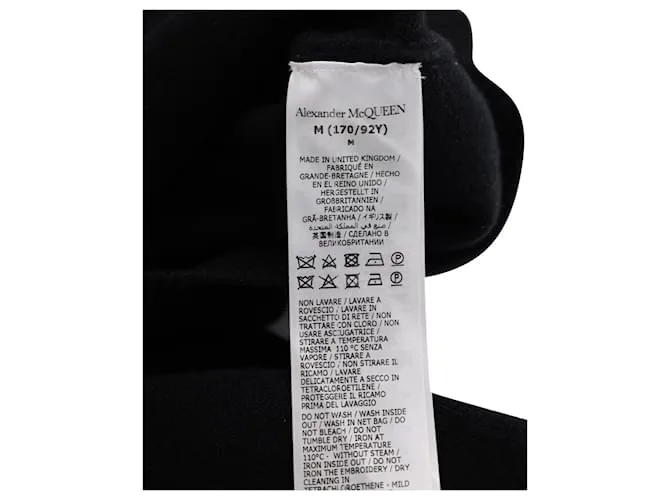 Alexander McQUEEN
M (170/92Y)
M
MADE IN UNITED KINGDOM /
FABRIQUÉ EN
GRANDE-BRETAGNE / HECHO
EN EL REINO UNIDO /
HERGESTELLT IN
GROßBRITANNIEN /
FABRICADO NA
GRÃ-BRETANHA / イギリス製 /
صنع في المملكة المتحدة /
英国制造 / СДЕЛАНО В
ВЕЛИКОБРИТАНИИ
NON LAVARE / LAVARE A
ROVESCIO / LAVARE IN
SACCHETTO DI RETE / NON
TRATTARE CON CLORO / NON
USARE ASCIUGATRICE /
STIRARE A TEMPERATURA
MASSIMA 110 °C SENZA
VAPORE / STIRARE A
ROVESCIO / NON STIRARE IL
RICAMO / LAVARE
DELICATAMENTE A SECCO IN
TETRACLOROETILENE /
PROTEGGERE IL RICAMO
PRIMA DEL LAVAGGIO
DO NOT WASH / WASH INSIDE
OUT / WASH IN NET BAG / DO
NOT BLEACH / DO NOT
TUMBLE DRY / IRON AT
MAXIMUM TEMPERATURE
110°C - WITHOUT STEAM /
IRON INSIDE OUT / DO NOT
IRON THE EMBROIDERY / DRY
CLEANING IN
TETRACHLOROETHENE - MILD